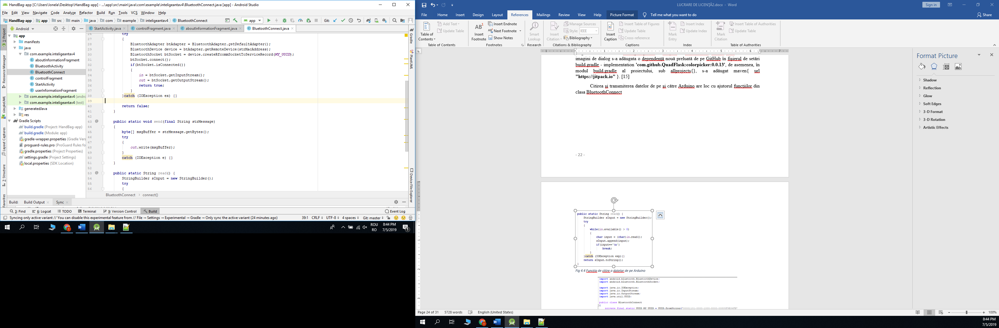 HandBag-app [C:\Users\Ionela\Desktop\HandBag-app] - ...\app\src\main\java\com\example\inteligeantav4\BluetoothConnect.java [app] - Android Studio
File Edit View Navigate Code Analyze Refactor Build Run Tools VCS Window Help
HandBag-app app src main java com example inteligeantav4 BluetoothConnect app Git:
Android
StartActivity.java controlFragment.java aboutInformationFragment.java BluetoothConnect.java
1: Project
Resource Manager
simpleUML
Layout Captures
Z: Structure
Favorites
app
manifests
java
com.example.inteligeantav4
aboutInformationFragment
BluetoothActivity
BluetoothConnect
controlFragment
StartActivity
userInformationFragment
com.example.inteligeantav4 (andro
com.example.inteligeantav4 (test)
generatedJava
res
Gradle Scripts
build.gradle (Project: HandBag-app)
build.gradle (Module: app)
gradle-wrapper.properties (Gradle Vers
proguard-rules.pro (ProGuard Rules fo
gradle.properties (Project Properties)
settings.gradle (Project Settings)
local.properties (SDK Location)
26 try
27 {
28 BluetoothAdapter btAdapter = BluetoothAdapter.getDefaultAdapter();
29 BluetoothDevice device = btAdapter.getRemoteDevice(strMacAddress);
30 BluetoothSocket btSocket = device.createRfcommSocketToServiceRecord(MY_UUID);
31 btSocket.connect();
32 if(btSocket.isConnected())
33 {
34 in = btSocket.getInputStream();
35 out = btSocket.getOutputStream();
36 return true;
37 }
38 }catch (IOException ex) {}
39
40 return false;
41 }
42
43 @ public static void send(final String strMessage)
44 {
45 byte[] msgBuffer = strMessage.getBytes();
46 try
47 {
48 out.write(msgBuffer);
49 }
50 catch (IOException e) {}
51 }
52
53 @ public static String read() {
54 StringBuilder sInput = new StringBuilder();
55 try
56 {
BluetoothConnect › connect()
Gradle
PlantUML
Device File Explorer
Build: Build Output Sync
3: Find 6: Logcat TODO Terminal 9: Version Control Build Event Log
Syncing only active variant // You can disable this experimental feature from // File → Settings → Experimental → Gradle → Only sync the active variant (24 minutes ago) 39:1 CRLF UTF-8 4 spaces Git: master
ROU
RO
8:44 PM
7/5/2019
1
LUCRARE DE LICENȚĂ2.docx - Word
Sign in
File Home Insert Design Layout References Mailings Review View Help Picture Format Tell me what you want to do Share
Table of Contents
Add Text
Update Table
Table of Contents
AB1
Insert Footnote
Insert Endnote
Next Footnote
Show Notes
Footnotes
Smart Lookup
Research
Insert Citation
Manage Sources
Style: IEEE
Bibliography
Citations & Bibliography
Insert Caption
Insert Table of Figures
Update Table
Cross-reference
Captions
Mark Entry
Insert Index
Update Index
Index
Mark Citation
Insert Table of Authorities
Update Table
Table of Authorities
1 1 2 3 4 5 6 7
imagini de dialog s-a adăugata o dependență nouă preluată de pe GitHub în fișierul de setări
build.gradle - implementation 'com.github.QuadFlask:colorpicker:0.0.13', de asemenea, în
modul build.gradle al proiectului, sub allprojects{}, s-a adăugat maven{ url
"https://jitpack.io" }. [15]
Citirea și transmiterea datelor de pe și către Arduino are loc cu ajutorul funcțiilor din
clasa BluetoothConnect
- 22 -
public static String read() {
StringBuilder sInput = new StringBuilder();
try
{
while(in.available() > 0)
{
char input = (char)in.read();
sInput.append(input);
if(input=='\n')
break;
}
}catch (IOException exp){}
return sInput.toString();
}
Fig 4.4 Funcția de citire a datelor de pe Arduino
import android.bluetooth.BluetoothDevice;
import android.bluetooth.BluetoothSocket;
import java.io.IOException;
import java.io.InputStream;
import java.io.OutputStream;
import java.util.UUID;
public class BluetoothConnect
{
private final static UUID MY_UUID = UUID.fromString("00001101-0000-1000-8000-00805F9B34FB"
Format Picture
Shadow
Reflection
Glow
Soft Edges
3-D Format
3-D Rotation
Artistic Effects
Page 24 of 31 5728 words English (United States) 100%
8:44 PM
7/5/2019